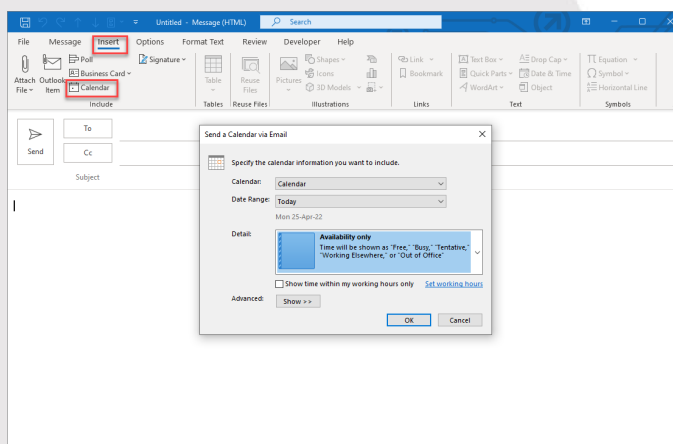 Untitled - Message (HTML)
Search
File Message Insert Options Format Text Review Developer Help
Attach File
Outlook Item
Poll
Business Card
Calendar
Signature
Include
Table
Tables
Reuse Files
Reuse Files
Pictures
Shapes
Icons
3D Models
Illustrations
Link
Bookmark
Links
Text Box
Quick Parts
WordArt
Drop Cap
Date & Time
Object
Text
Equation
Symbol
Horizontal Line
Symbols
Send
To
Cc
Subject
Send a Calendar via Email
Specify the calendar information you want to include.
Calendar: Calendar
Date Range: Today
Mon 25-Apr-22
Detail: Availability only
Time will be shown as "Free," "Busy," "Tentative,"
"Working Elsewhere," or "Out of Office"
Show time within my working hours only Set working hours
Advanced: Show >>
OK Cancel